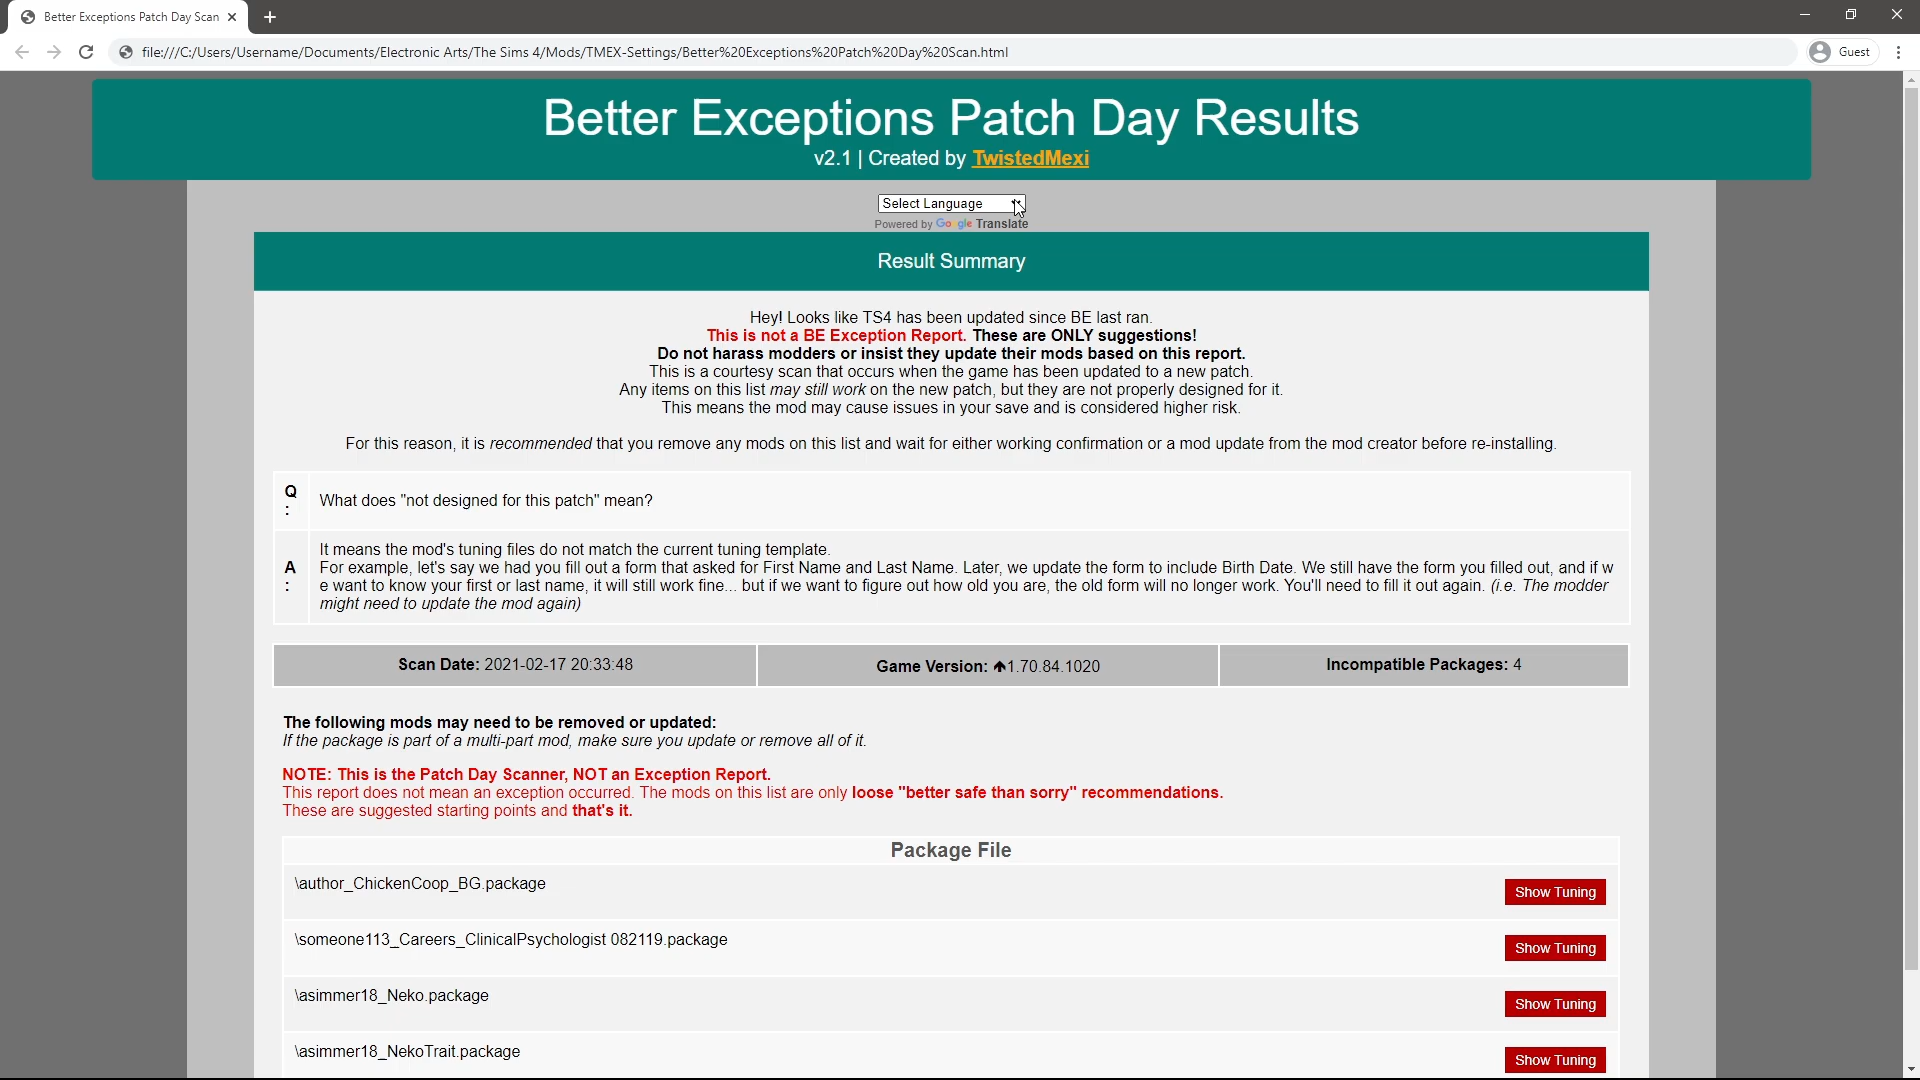 Better Exceptions Patch Day Scan
file:///C:/Users/Username/Documents/Electronic Arts/The Sims 4/Mods/TMEX-Settings/Better%20Exceptions%20Patch%20Day%20Scan.html
Guest
Better Exceptions Patch Day Results
v2.1 | Created by TwistedMexi
Select Language
Powered by Google Translate
Result Summary
Hey! Looks like TS4 has been updated since BE last ran.
This is not a BE Exception Report. These are ONLY suggestions!
Do not harass modders or insist they update their mods based on this report.
This is a courtesy scan that occurs when the game has been updated to a new patch.
Any items on this list may still work on the new patch, but they are not properly designed for it.
This means the mod may cause issues in your save and is considered higher risk.
For this reason, it is recommended that you remove any mods on this list and wait for either working confirmation or a mod update from the mod creator before re-installing.
Q
:
What does "not designed for this patch" mean?
A
:
It means the mod's tuning files do not match the current tuning template.
For example, let's say we had you fill out a form that asked for First Name and Last Name. Later, we update the form to include Birth Date. We still have the form you filled out, and if w
e want to know your first or last name, it will still work fine... but if we want to figure out how old you are, the old form will no longer work. You'll need to fill it out again. (i.e. The modder
might need to update the mod again)
Scan Date: 2021-02-17 20:33:48
Game Version: 🡹1.70.84.1020
Incompatible Packages: 4
The following mods may need to be removed or updated:
If the package is part of a multi-part mod, make sure you update or remove all of it.
NOTE: This is the Patch Day Scanner, NOT an Exception Report.
This report does not mean an exception occurred. The mods on this list are only loose "better safe than sorry" recommendations.
These are suggested starting points and that's it.
Package File
\author_ChickenCoop_BG.package
Show Tuning
\someone113_Careers_ClinicalPsychologist 082119.package
Show Tuning
\asimmer18_Neko.package
Show Tuning
\asimmer18_NekoTrait.package
Show Tuning